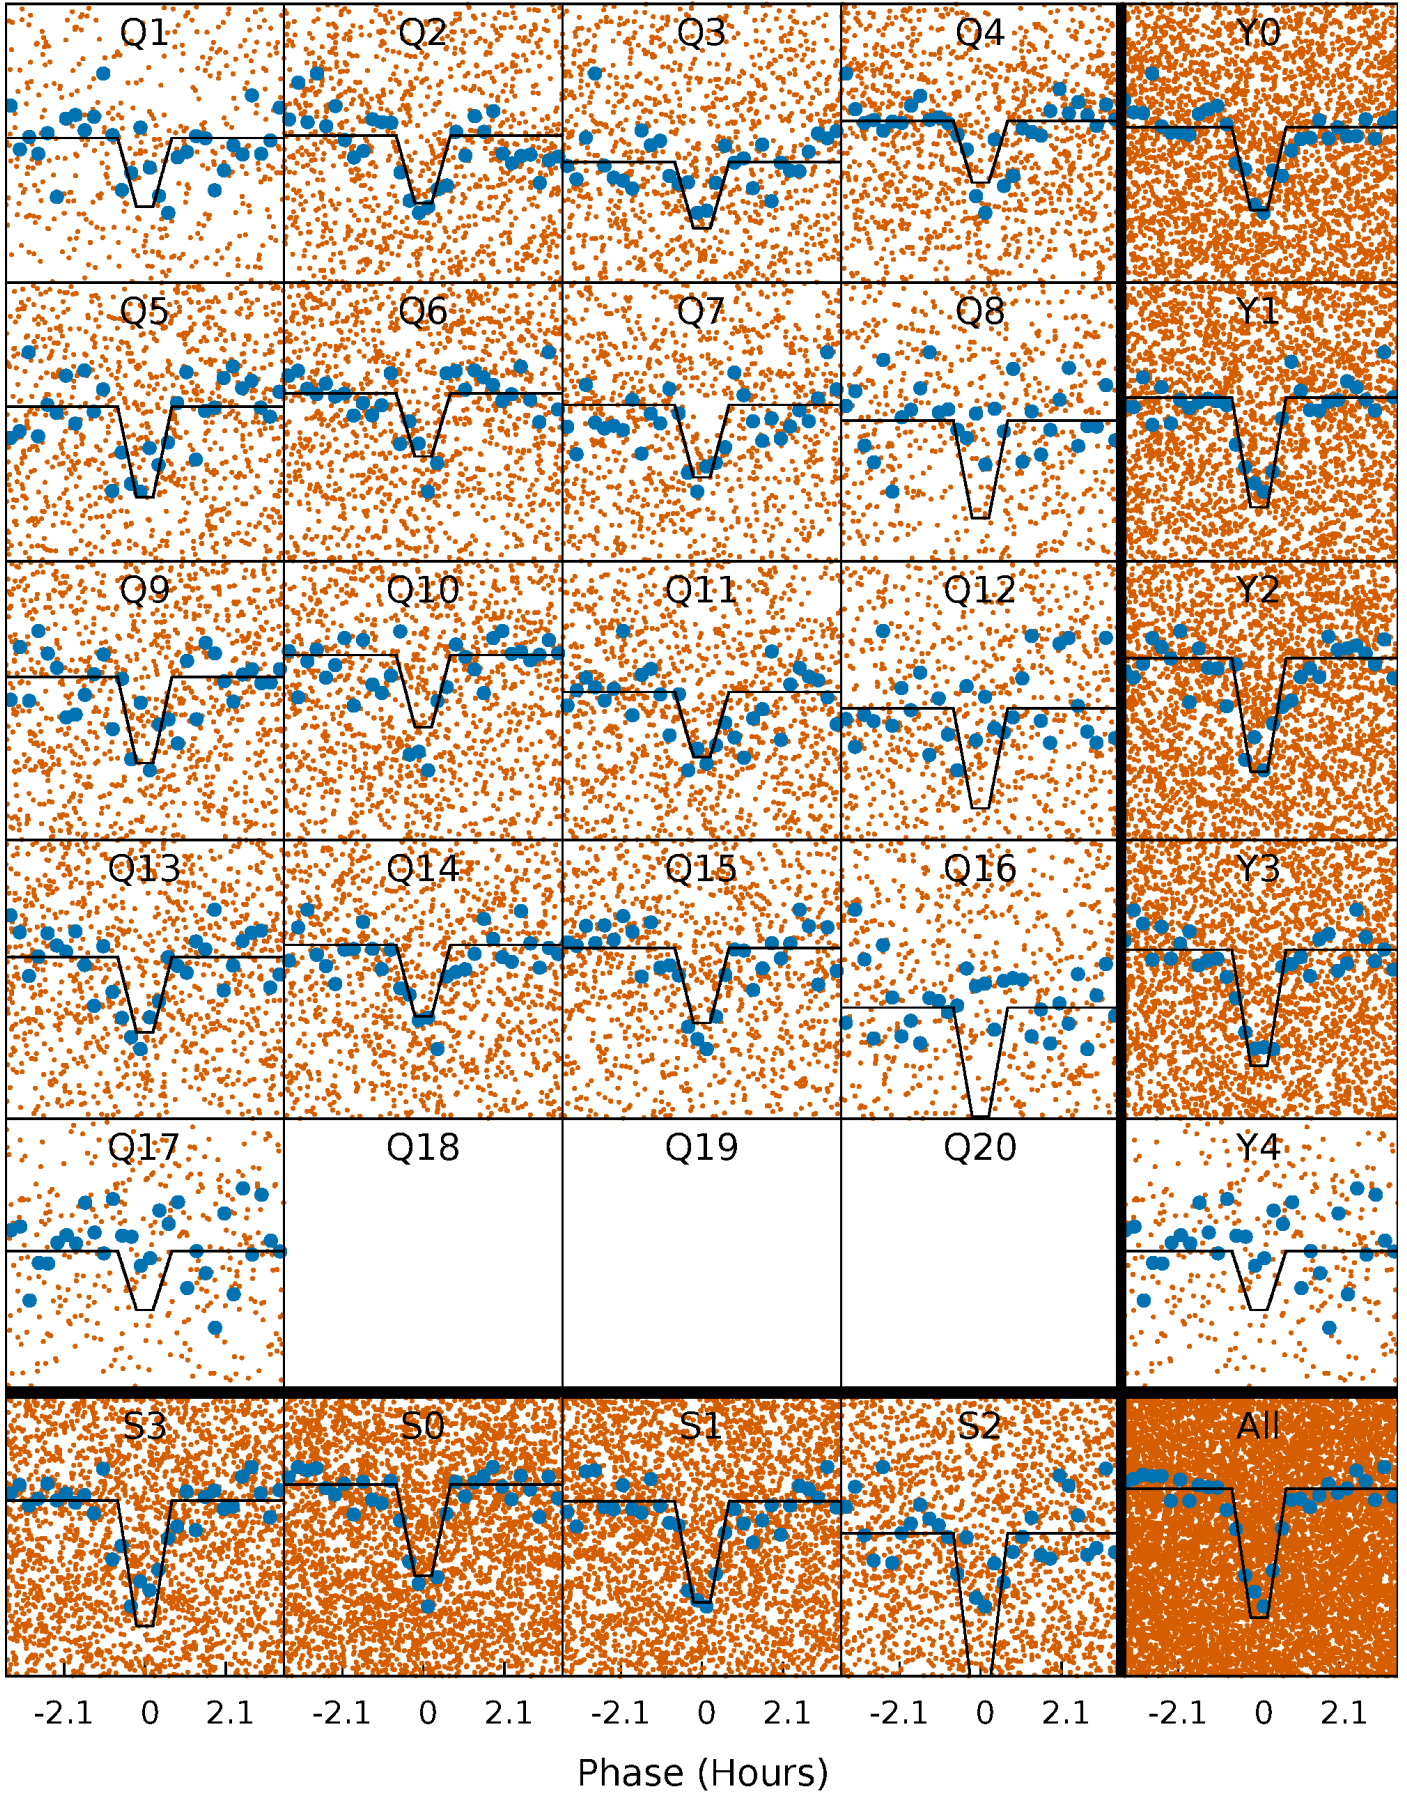 Q1 Q2 Q3 Q4 Y0
Q5 Q6 Q7 Q8 Y1
Q9 Q10 Q11 Q12 Y2
Q13 Q14 Q15 Q16 Y3
Q17 Q18 Q19 Q20 Y4
S3 S0 S1 S2 All
-2.1 0 2.1 -2.1 0 2.1 -2.1 0 2.1 -2.1 0 2.1 -2.1 0 2.1
Phase (Hours)